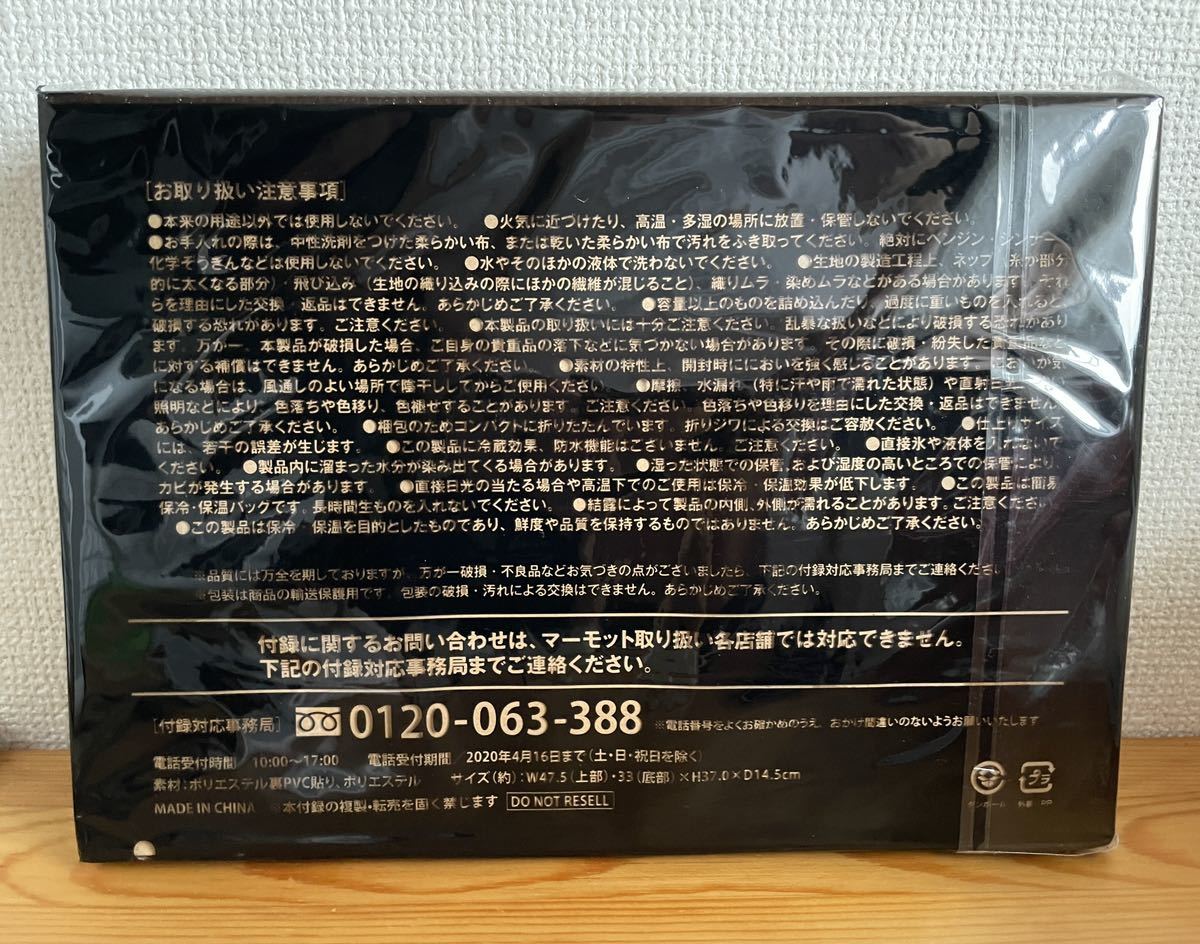 [お取り扱い注意事項]
●本来の用途以外では使用しないでください。 ●火気に近づけたり、高温・多湿の場所に放置・保管しないでください。
●お手入れの際は、中性洗剤をつけた柔らかい布、または乾いた柔らかい布で汚れをふき取ってください。絶対にベンジン・シンナー
化学ぞうきんなどは使用しないでください。 ●水やそのほかの液体で洗わないでください。 ●生地の製造工程上、ネップ（糸が部分
的に太くなる部分）・飛び込み（生地の織り込みの際にほかの繊維が混じること）、織りムラ・染めムラなどがある場合があります。それ
らを理由にした交換・返品はできません。あらかじめご了承ください。 ●容量以上のものを詰め込んだり、過度に重いものを入れると
破損する恐れがあります。ご注意ください。 ●本製品の取り扱いには十分ご注意ください。乱暴な扱いなどにより破損する恐れがあり
ます。万が一、本製品が破損した場合、ご自身の貴重品の落下などに気づかない場合があります。その際に破損・紛失した貴重品など
に対する補償はできません。あらかじめご了承ください。 ●素材の特性上、開封時ににおいを強く感じることがあります。においが気
になる場合は、風通しのよい場所で陰干ししてからご使用ください。 ●摩擦、水漏れ（特に汗や雨で濡れた状態）や直射日光
照明などにより、色落ちや色移り、色褪せすることがあります。ご注意ください。色落ちや色移りを理由にした交換・返品はできません。
あらかじめご了承ください。 ●梱包のためコンパクトに折りたたんでいます。折りジワによる交換はご容赦ください。 ●仕上りサイズ
には、若干の誤差が生じます。 ●この製品に冷蔵効果、防水機能はございません。ご注意ください。 ●直接氷や液体を入れないで
ください。 ●製品内に溜まった水分が染み出てくる場合があります。 ●湿った状態での保管、および湿度の高いところでの保管により
カビが発生する場合があります。 ●直接日光の当たる場合や高温下でのご使用は保冷・保温効果が低下します。 ●この製品は簡易
保冷・保温バッグです。長時間生ものを入れないでください。 ●結露によって製品の内側、外側が濡れることがあります。ご注意ください。
●この製品は保冷・保温を目的としたものであり、鮮度や品質を保持するものではありません。あらかじめご了承ください。
※品質には万全を期しておりますが、万が一破損・不良品などお気づきの点がございましたら、下記の付録対応事務局までご連絡くださ
※包装は商品の輸送保護用です。包装の破損・汚れによる交換はできません。あらかじめご了承ください。
付録に関するお問い合わせは、マーモット取り扱い各店舗では対応できません。
下記の付録対応事務局までご連絡ください。
[付録対応事務局] 0120-063-388 ※電話番号をよくお確かめのうえ、おかけ間違いのないようお願いいたします
電話受付時間 10:00〜17:00 電話受付期間／2020年4月16日まで（土・日・祝日を除く）
素材：ポリエステル裏PVC貼り、ポリエステル サイズ（約）：W47.5（上部）・33（底部）×H37.0×D14.5cm
MADE IN CHINA ※本付録の複製・転売を固く禁じます DO NOT RESELL
ダンボール 外装 PP
プラ